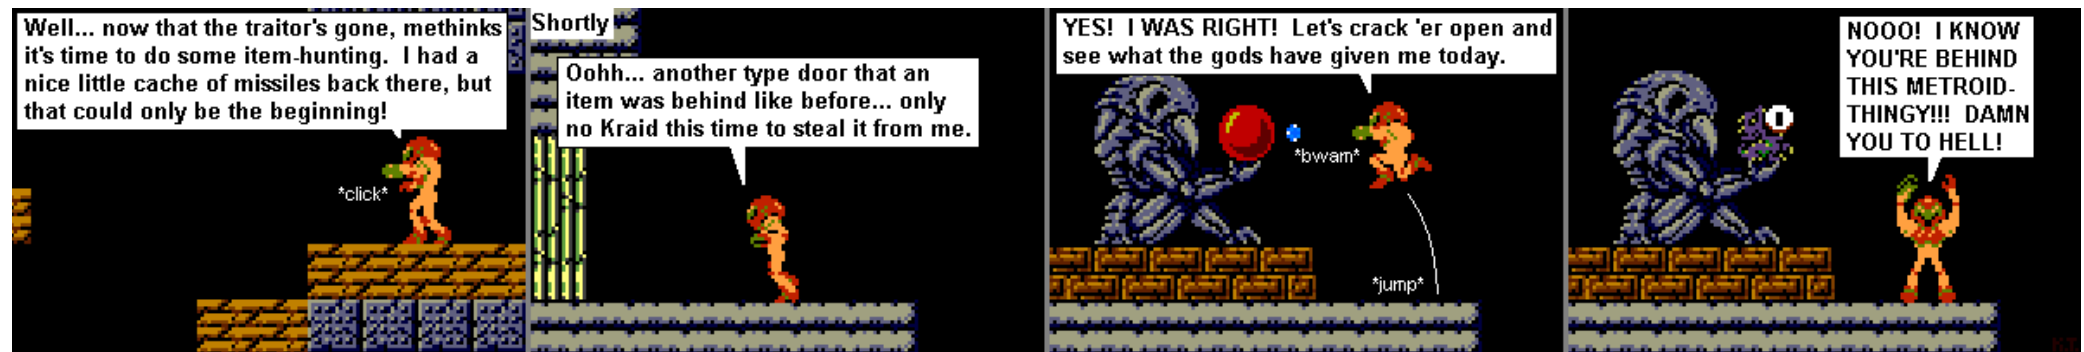 Well... now that the traitor's gone, methinks
it's time to do some item-hunting.  I had a
nice little cache of missiles back there, but
that could only be the beginning!
*click*
Shortly
Oohh... another type door that an
item was behind like before... only
no Kraid this time to steal it from me.
YES!  I WAS RIGHT!  Let's crack 'er open and
see what the gods have given me today.
*bwam*
*jump*
NOOO!  I KNOW
YOU'RE BEHIND
THIS METROID-
THINGY!!!  DAMN
YOU TO HELL!